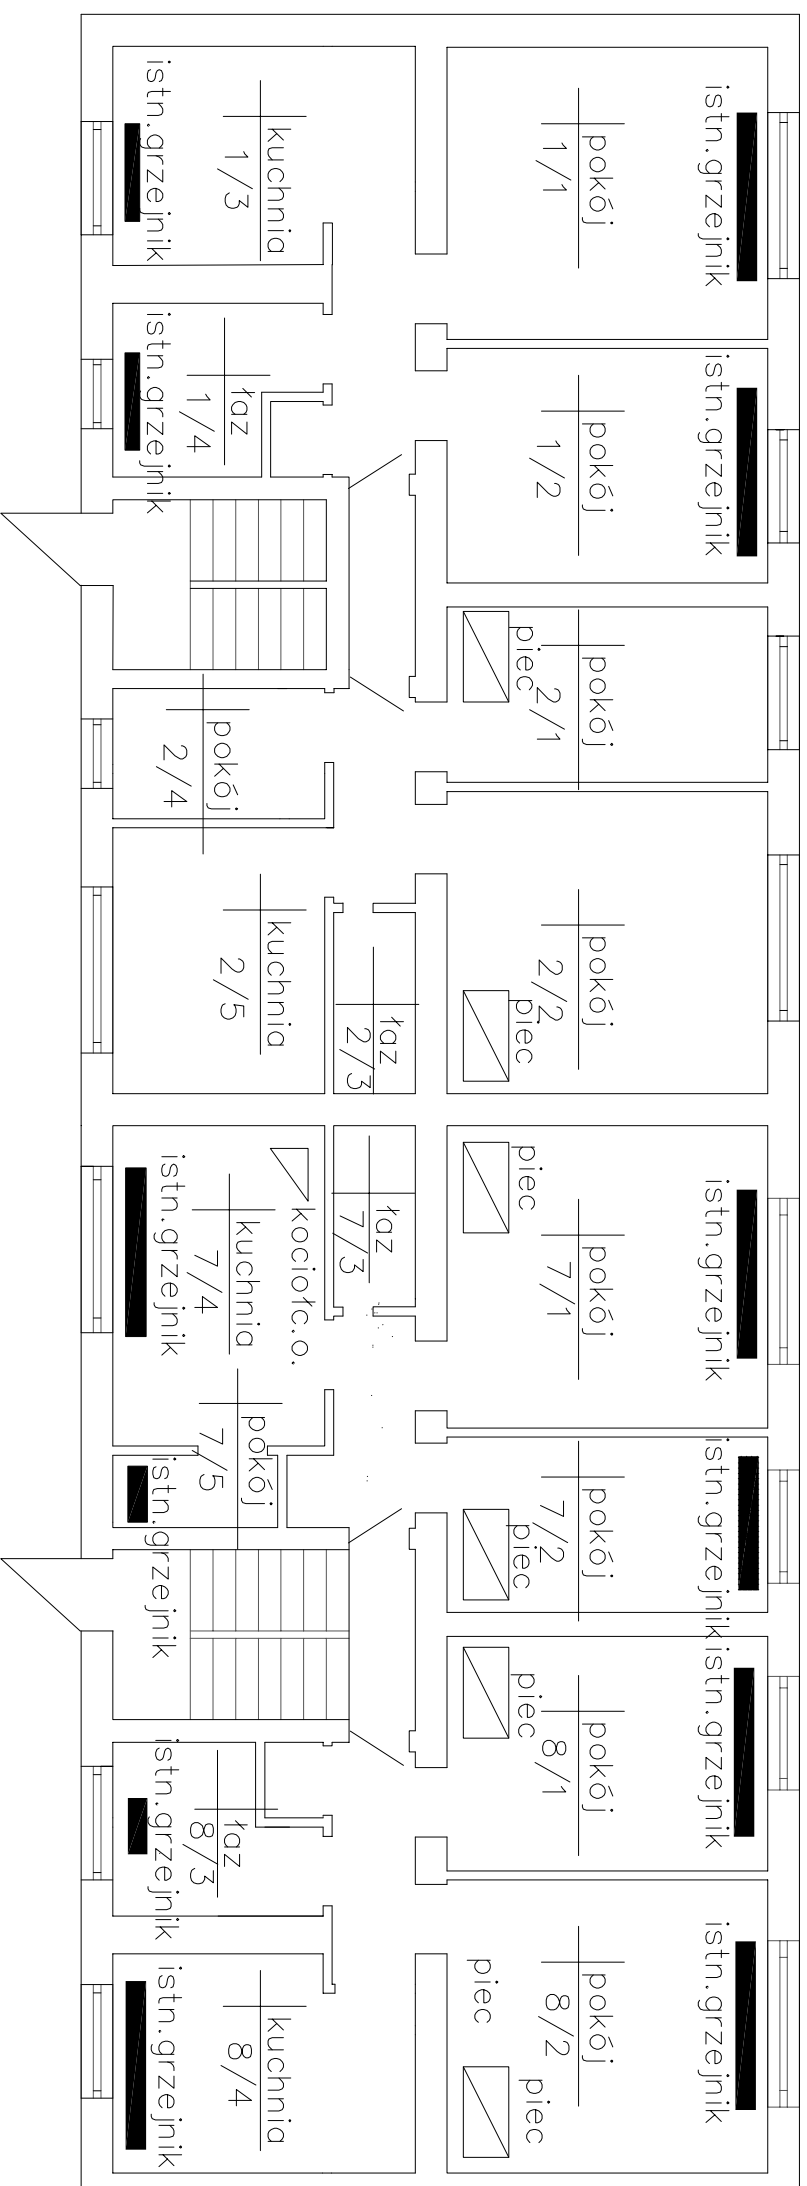 istn.grzejnik
pokój
1/1
kuchnia
1/3
istn.grzejnik
istn.grzejnik
pokój
1/2
łaz
1/4
istn.grzejnik
pokój
2/1
piec
pokój
2/4
pokój
2/2
piec
łaz
2/3
kuchnia
2/5
istn.grzejnik
pokój
7/1
piec
łaz
7/3
kociołc.o.
kuchnia
7/4
istn.grzejnik
istn.grzejnik
pokój
7/2
piec
pokój
7/5
istn.grzejnik
istn.grzejnik
pokój
8/1
piec
łaz
8/3
istn.grzejnik
istn.grzejnik
pokój
8/2
piec
piec
kuchnia
8/4
istn.grzejnik